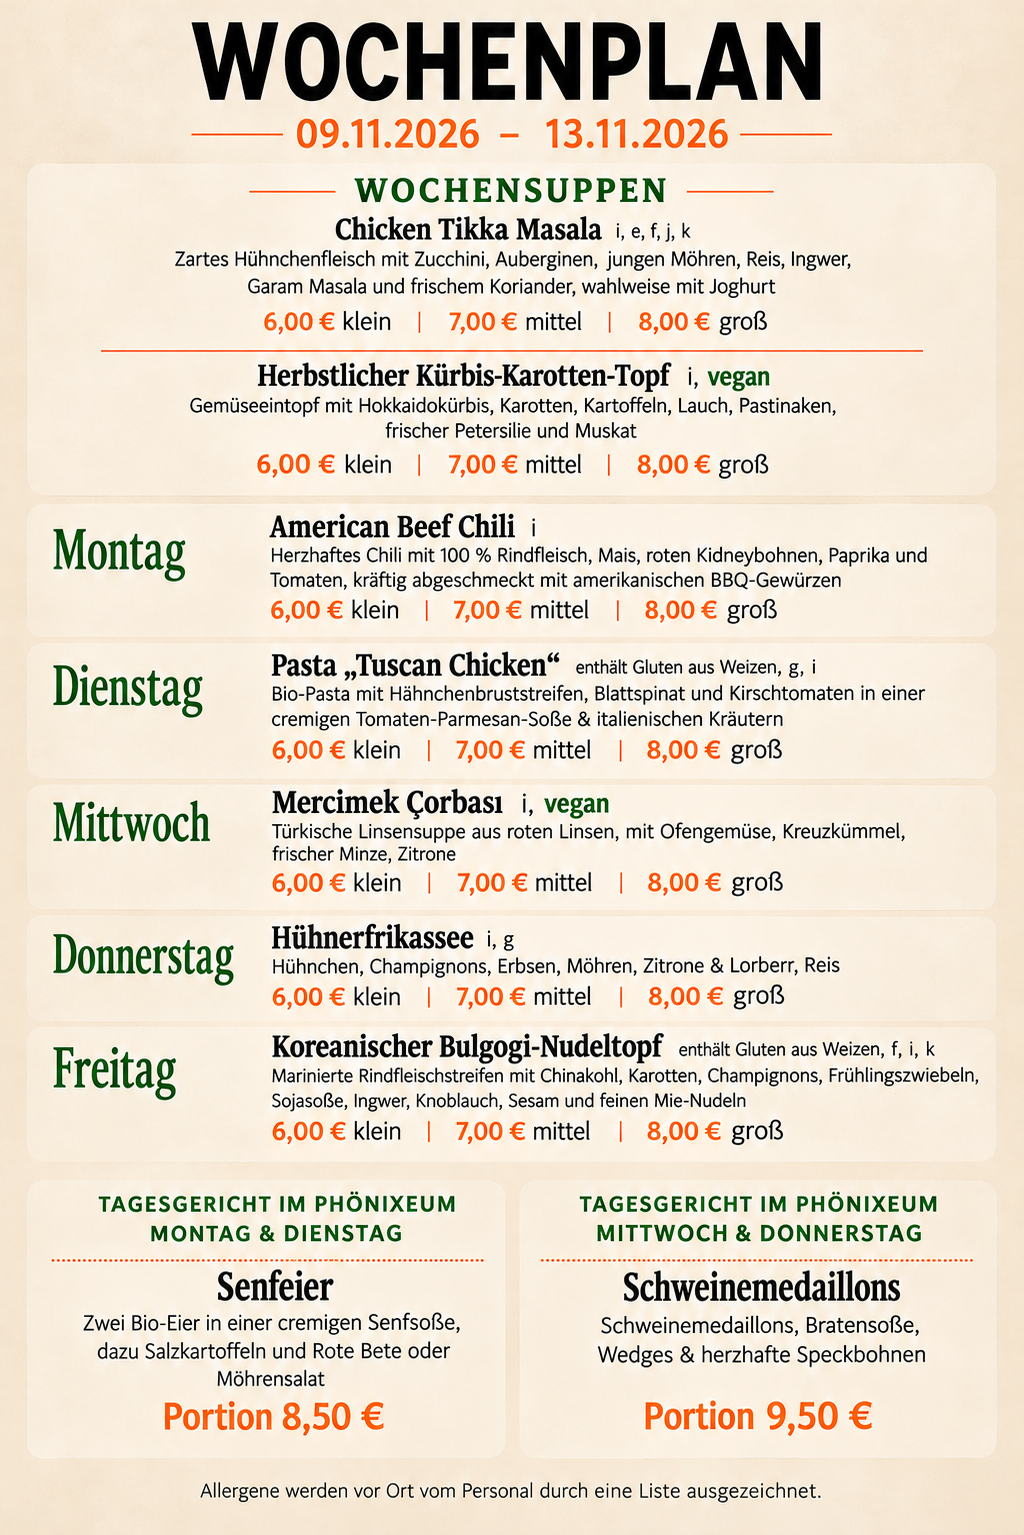 WOCHENPLAN
09.11.2026 – 13.11.2026
WOCHENSUPPEN
Chicken Tikka Masala i, e, f, j, k
Zartes Hühnchenfleisch mit Zucchini, Auberginen, jungen Möhren, Reis, Ingwer,
Garam Masala und frischem Koriander, wahlweise mit Joghurt
6,00 € klein | 7,00 € mittel | 8,00 € groß
Herbstlicher Kürbis-Karotten-Topf i, vegan
Gemüseeintopf mit Hokkaidokürbis, Karotten, Kartoffeln, Lauch, Pastinaken,
frischer Petersilie und Muskat
6,00 € klein | 7,00 € mittel | 8,00 € groß
Montag
American Beef Chili i
Herzhaftes Chili mit 100 % Rindfleisch, Mais, roten Kidneybohnen, Paprika und
Tomaten, kräftig abgeschmeckt mit amerikanischen BBQ-Gewürzen
6,00 € klein | 7,00 € mittel | 8,00 € groß
Dienstag
Pasta „Tuscan Chicken“ enthält Gluten aus Weizen, g, i
Bio-Pasta mit Hähnchenbruststreifen, Blattspinat und Kirschtomaten in einer
cremigen Tomaten-Parmesan-Soße & italienischen Kräutern
6,00 € klein | 7,00 € mittel | 8,00 € groß
Mittwoch
Mercimek Çorbası i, vegan
Türkische Linsensuppe aus roten Linsen, mit Ofengemüse, Kreuzkümmel,
frischer Minze, Zitrone
6,00 € klein | 7,00 € mittel | 8,00 € groß
Donnerstag
Hühnerfrikassee i, g
Hühnchen, Champignons, Erbsen, Möhren, Zitrone & Lorberr, Reis
6,00 € klein | 7,00 € mittel | 8,00 € groß
Freitag
Koreanischer Bulgogi-Nudeltopf enthält Gluten aus Weizen, f, i, k
Marinierte Rindfleischstreifen mit Chinakohl, Karotten, Champignons, Frühlingszwiebeln,
Sojasoße, Ingwer, Knoblauch, Sesam und feinen Mie-Nudeln
6,00 € klein | 7,00 € mittel | 8,00 € groß
TAGESGERICHT IM PHÖNIXEUM
MONTAG & DIENSTAG
Senfeier
Zwei Bio-Eier in einer cremigen Senfsoße,
dazu Salzkartoffeln und Rote Bete oder
Möhrensalat
Portion 8,50 €
TAGESGERICHT IM PHÖNIXEUM
MITTWOCH & DONNERSTAG
Schweinemedaillons
Schweinemedaillons, Bratensoße,
Wedges & herzhafte Speckbohnen
Portion 9,50 €
Allergene werden vor Ort vom Personal durch eine Liste ausgezeichnet.